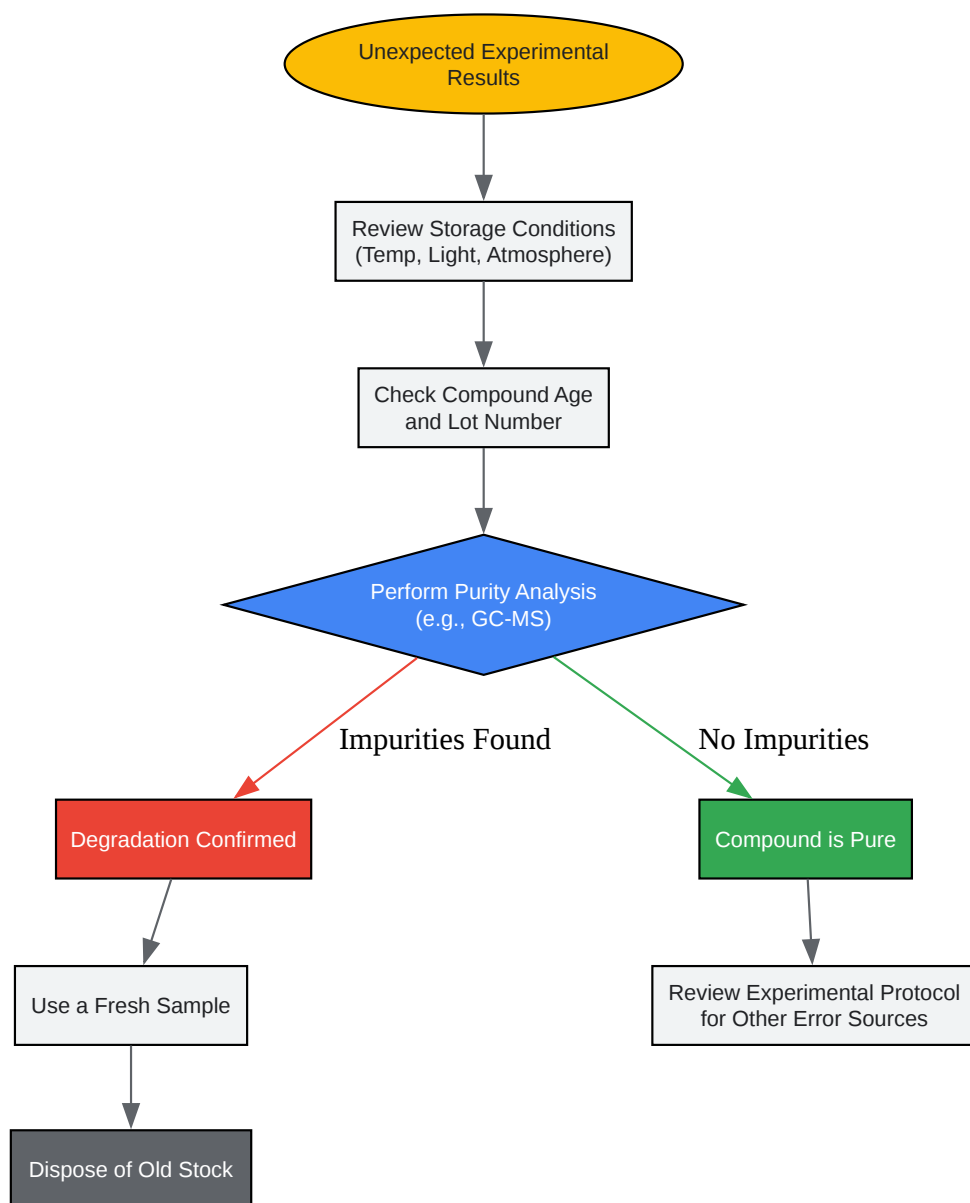 Unexpected Experimental
Results
Review Storage Conditions
(Temp, Light, Atmosphere)
Check Compound Age
and Lot Number
Perform Purity Analysis
(e.g., GC-MS)
Impurities Found
No Impurities
Degradation Confirmed
Compound is Pure
Use a Fresh Sample
Review Experimental Protocol
for Other Error Sources
Dispose of Old Stock